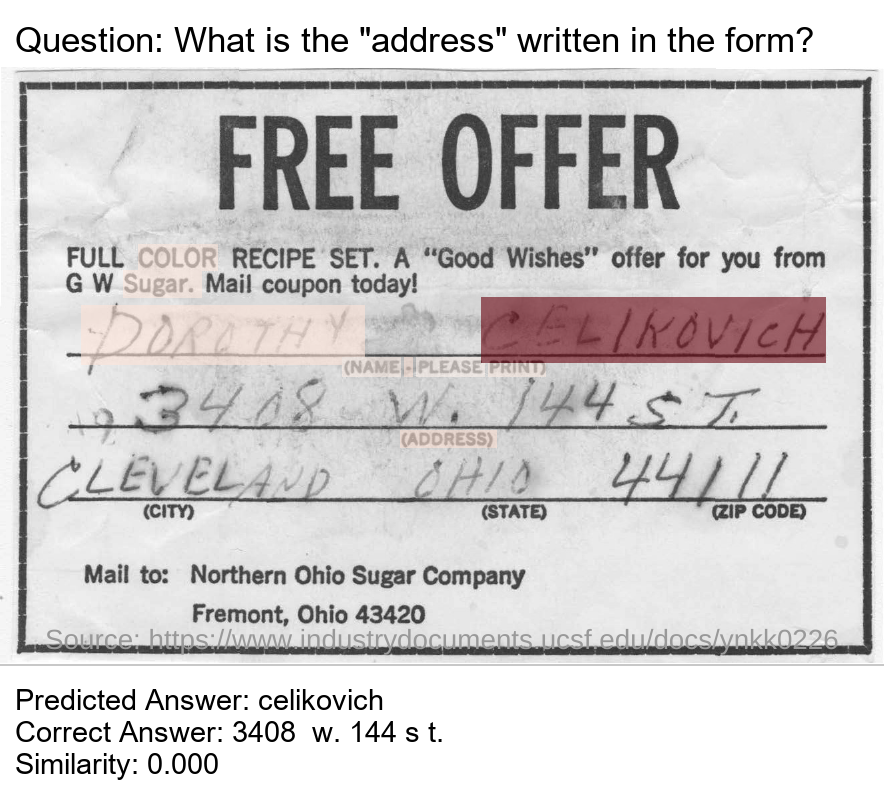 Question: What is the "address" written in the form?
FREE OFFER
FULL COLOR RECIPE SET. A "Good Wishes" offer for you from
G W Sugar. Mail coupon today!
DOROTHY CELIKOVICH
(NAME - PLEASE PRINT)
3408 W. 144 S T.
(ADDRESS)
CLEVELAND OHIO 44111
(CITY) (STATE) (ZIP CODE)
Mail to: Northern Ohio Sugar Company
Fremont, Ohio 43420
Source: https://www.industrydocuments.ucsf.edu/docs/ynkk0226
Predicted Answer: celikovich
Correct Answer: 3408 w. 144 s t.
Similarity: 0.000